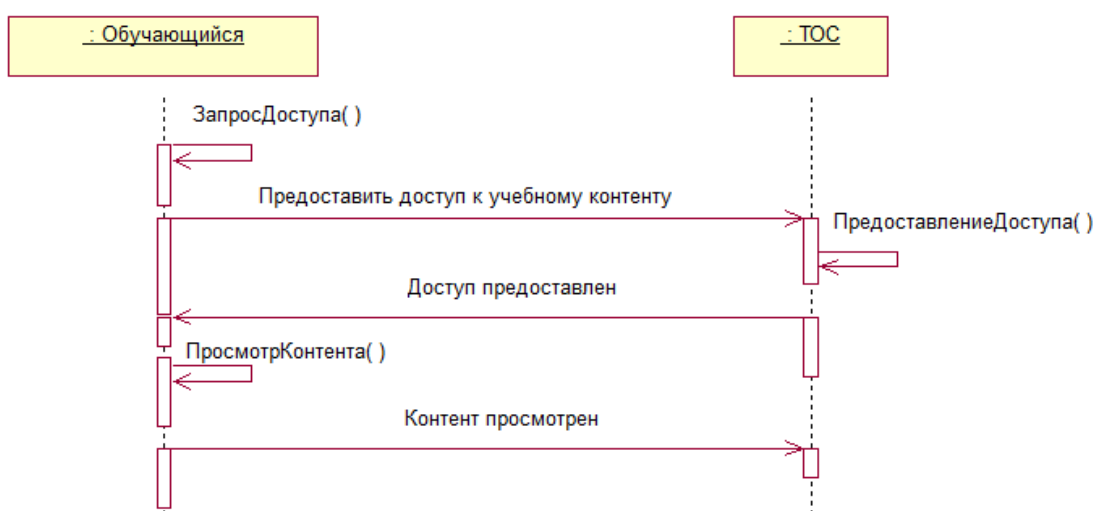 : Обучающийся
: ТОС
ЗапросДоступа( )
Предоставить доступ к учебному контенту
ПредоставлениеДоступа( )
Доступ предоставлен
ПросмотрКонтента( )
Контент просмотрен